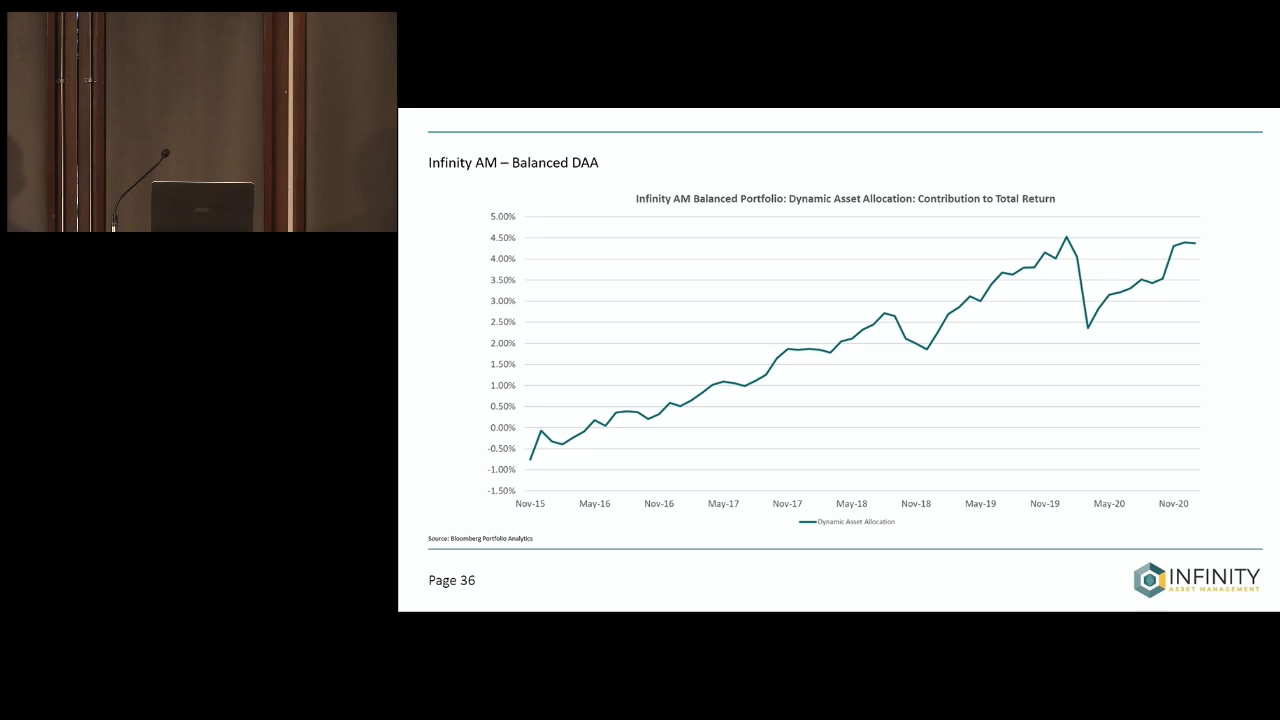 Infinity AM – Balanced DAA
Infinity AM Balanced Portfolio: Dynamic Asset Allocation: Contribution to Total Return
5.00%
4.50%
4.00%
3.50%
3.00%
2.50%
2.00%
1.50%
1.00%
0.50%
0.00%
-0.50%
-1.00%
-1.50%
Nov-15 May-16 Nov-16 May-17 Nov-17 May-18 Nov-18 May-19 Nov-19 May-20 Nov-20
Dynamic Asset Allocation
Source: Bloomberg Portfolio Analytics
Page 36
INFINITY
ASSET MANAGEMENT